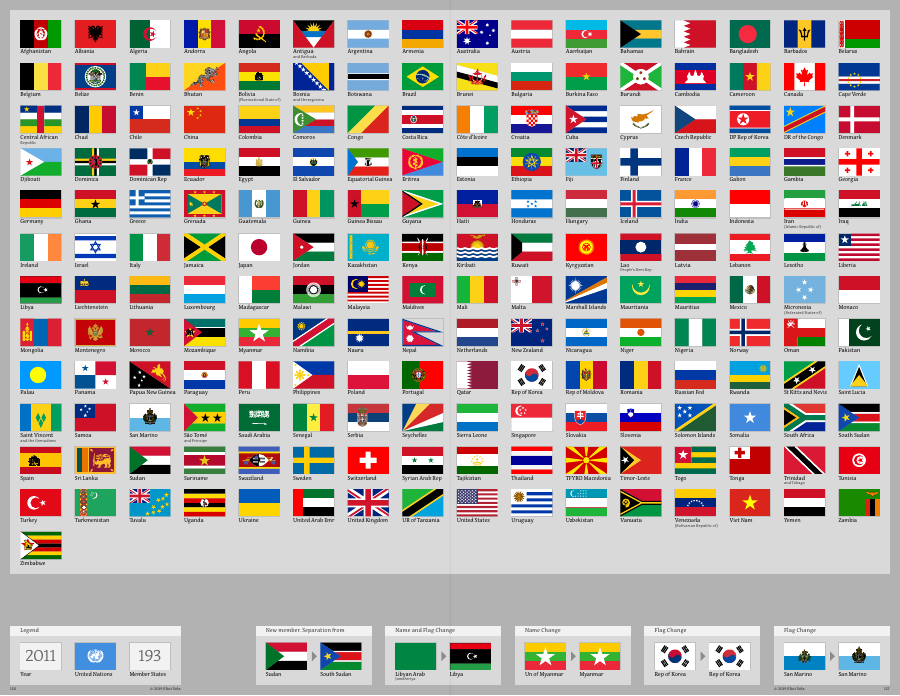 Afghanistan Albania Algeria Andorra Angola Antigua Argentina Armenia Australia Austria Azerbaijan Bahamas Bahrain Bangladesh Barbados Belarus
and Barbuda
Belgium Belize Benin Bhutan Bolivia Bosnia Botswana Brazil Brunei Bulgaria Burkina Faso Burundi Cambodia Cameroon Canada Cape Verde
(Plurinational State of) and Herzegovina
Central African Chad Chile China Colombia Comoros Congo Costa Rica Côte d'Ivoire Croatia Cuba Cyprus Czech Republic DP Rep of Korea DR of the Congo Denmark
Republic
Djibouti Dominica Dominican Rep Ecuador Egypt El Salvador Equatorial Guinea Eritrea Estonia Ethiopia Fiji Finland France Gabon Gambia Georgia
Germany Ghana Greece Grenada Guatemala Guinea Guinea Bissau Guyana Haiti Honduras Hungary Iceland India Indonesia Iran Iraq
(Islamic Republic of)
Ireland Israel Italy Jamaica Japan Jordan Kazakhstan Kenya Kiribati Kuwait Kyrgyzstan Lao Latvia Lebanon Lesotho Liberia
People's Dem Rep
Libya Liechtenstein Lithuania Luxembourg Madagascar Malawi Malaysia Maldives Mali Malta Marshall Islands Mauritania Mauritius Mexico Micronesia Monaco
(Federated States of)
Mongolia Montenegro Morocco Mozambique Myanmar Namibia Nauru Nepal Netherlands New Zealand Nicaragua Niger Nigeria Norway Oman Pakistan
Palau Panama Papua New Guinea Paraguay Peru Philippines Poland Portugal Qatar Rep of Korea Rep of Moldova Romania Russian Fed Rwanda St Kitts and Nevis Saint Lucia
Saint Vincent Samoa San Marino São Tomé Saudi Arabia Senegal Serbia Seychelles Sierra Leone Singapore Slovakia Slovenia Solomon Islands Somalia South Africa South Sudan
and the Grenadines and Principe
Spain Sri Lanka Sudan Suriname Swaziland Sweden Switzerland Syrian Arab Rep Tajikistan Thailand TFYRO Macedonia Timor-Leste Togo Tonga Trinidad Tunisia
and Tobago
Turkey Turkmenistan Tuvalu Uganda Ukraine United Arab Emr United Kingdom UR of Tanzania United States Uruguay Uzbekistan Vanuatu Venezuela Viet Nam Yemen Zambia
(Bolivarian Republic of)
Zimbabwe
Legend New member. Separation from Name and Flag Change Name Change Flag Change Flag Change
2011 193
Year United Nations Member States Sudan South Sudan Libyan Arab Libya Un of Myanmar Myanmar Rep of Korea Rep of Korea San Marino San Marino
Jamahiriya